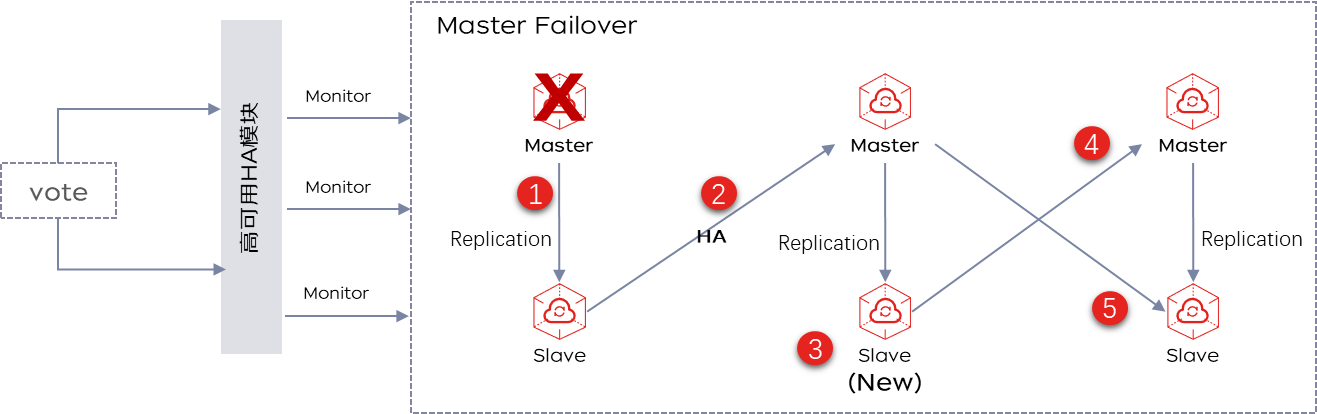 Master Failover
vote
高可用HA模块
Monitor
Monitor
Monitor
Master
Master
Master
1
2
3
4
5
Replication
HA
Replication
Replication
Slave
Slave
(New)
Slave